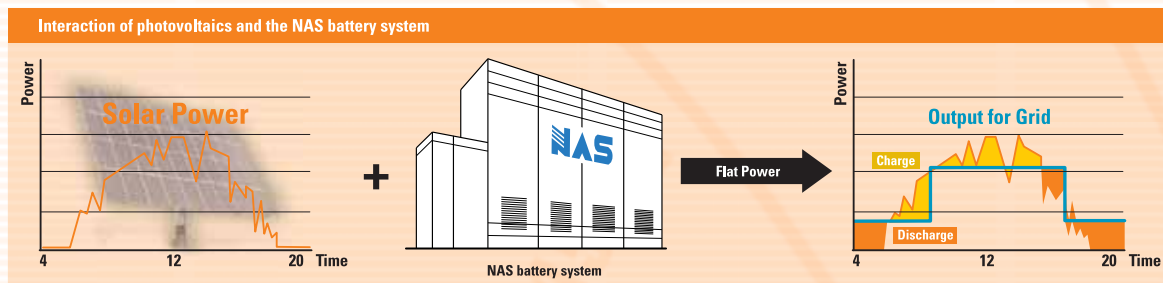 Interaction of photovoltaics and the NAS battery system
Power
Solar Power
4 12 20 Time
+
NAS
NAS battery system
Flat Power
Power
Output for Grid
Charge
Discharge
4 12 20 Time